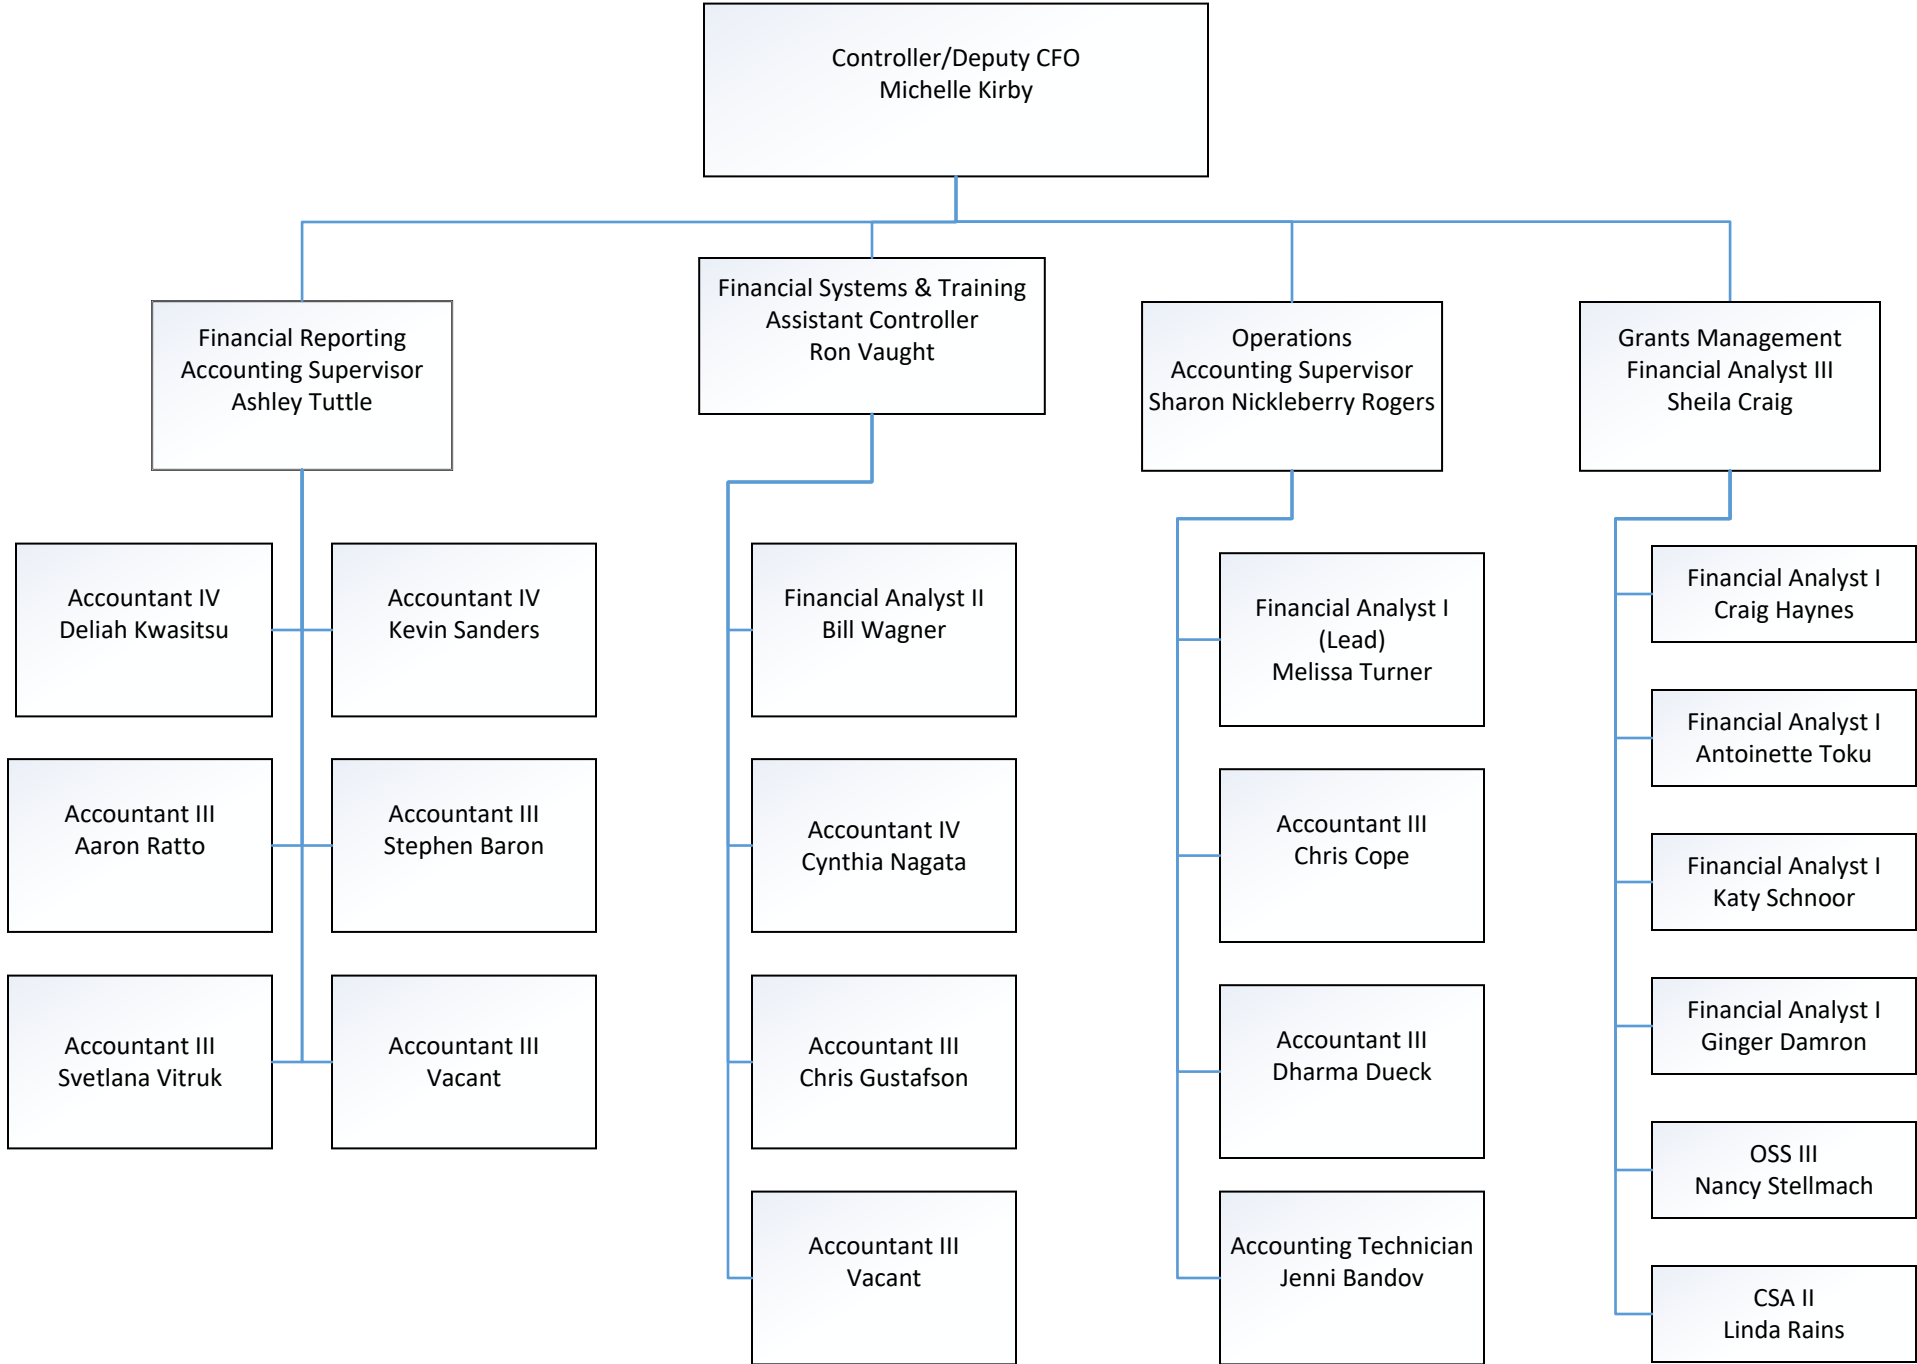 Controller/Deputy CFO
Michelle Kirby
Financial Reporting
Accounting Supervisor
Ashley Tuttle
Financial Systems & Training
Assistant Controller
Ron Vaught
Operations
Accounting Supervisor
Sharon Nickleberry Rogers
Grants Management
Financial Analyst III
Sheila Craig
Accountant IV
Deliah Kwasitsu
Accountant IV
Kevin Sanders
Accountant III
Aaron Ratto
Accountant III
Stephen Baron
Accountant III
Svetlana Vitruk
Accountant III
Vacant
Financial Analyst II
Bill Wagner
Accountant IV
Cynthia Nagata
Accountant III
Chris Gustafson
Accountant III
Vacant
Financial Analyst I
(Lead)
Melissa Turner
Accountant III
Chris Cope
Accountant III
Dharma Dueck
Accounting Technician
Jenni Bandov
Financial Analyst I
Craig Haynes
Financial Analyst I
Antoinette Toku
Financial Analyst I
Katy Schnoor
Financial Analyst I
Ginger Damron
OSS III
Nancy Stellmach
CSA II
Linda Rains